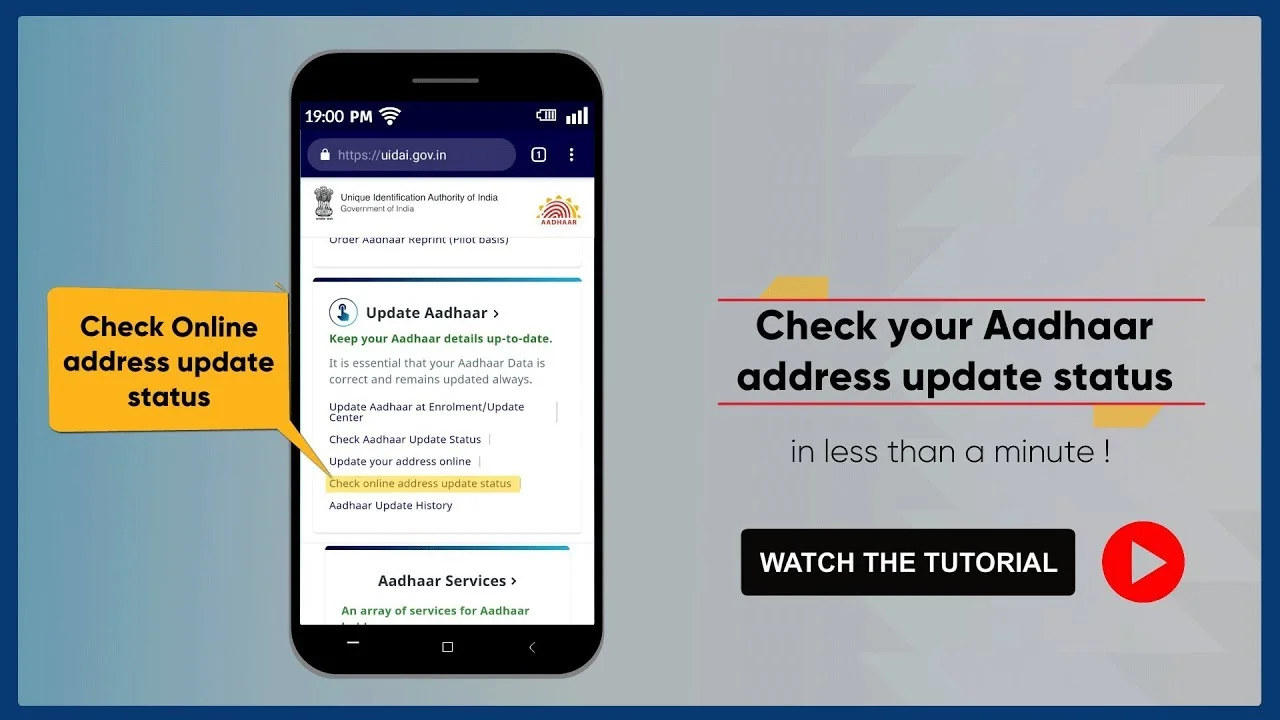 19:00 PM
1
https://uidai.gov.in
Unique Identification Authority of India
Government of India
AADHAAR
Order Aadhaar Reprint (Pilot basis)
Update Aadhaar >
Keep your Aadhaar details up-to-date.
It is essential that your Aadhaar Data is
correct and remains updated always.
Update Aadhaar at Enrolment/Update
Center
Check Aadhaar Update Status
Update your address online
Check online address update status
Aadhaar Update History
Aadhaar Services >
An array of services for Aadhaar
Check Online
address update
status
Check your Aadhaar
address update status
in less than a minute !
WATCH THE TUTORIAL